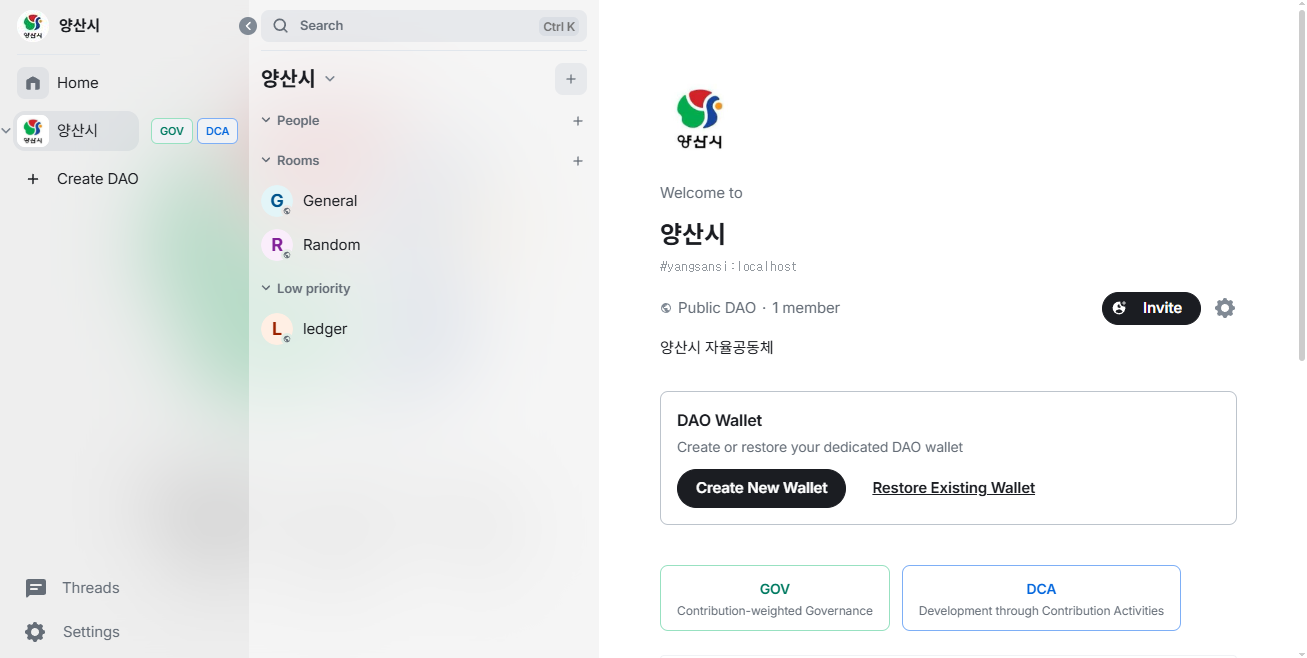 양산시
Search
Ctrl K
Home
양산시
GOV
DCA
Create DAO
양산시
People
Rooms
G
General
R
Random
Low priority
L
ledger
Threads
Settings
양산시
Welcome to
양산시
#yangsansi:localhost
Public DAO · 1 member
Invite
양산시 자율공동체
DAO Wallet
Create or restore your dedicated DAO wallet
Create New Wallet
Restore Existing Wallet
GOV
Contribution-weighted Governance
DCA
Development through Contribution Activities